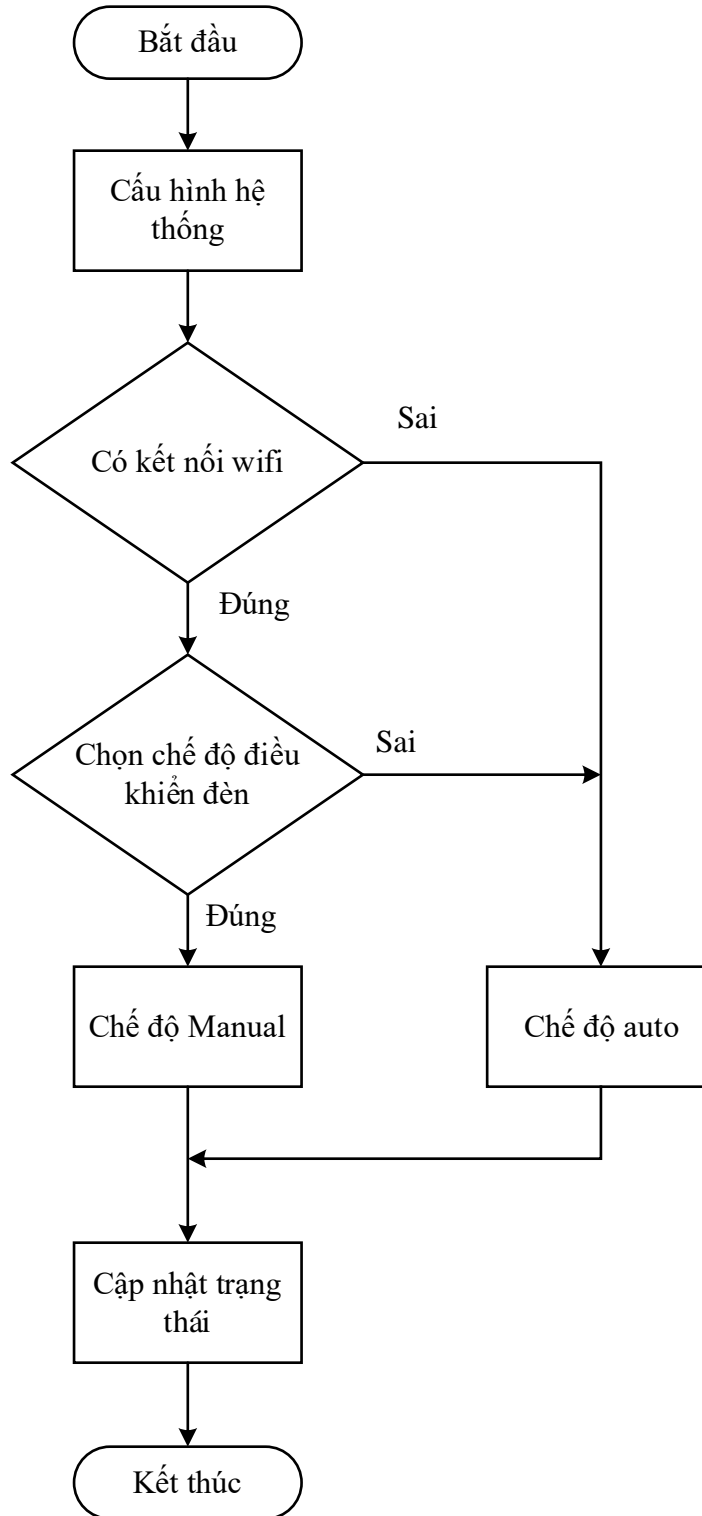 Bắt đầu
Cấu hình hệ
thống
Sai
Có kết nối wifi
Đúng
Sai
Chọn chế độ điều
khiển đèn
Đúng
Chế độ Manual
Chế độ auto
Cập nhật trạng
thái
Kết thúc